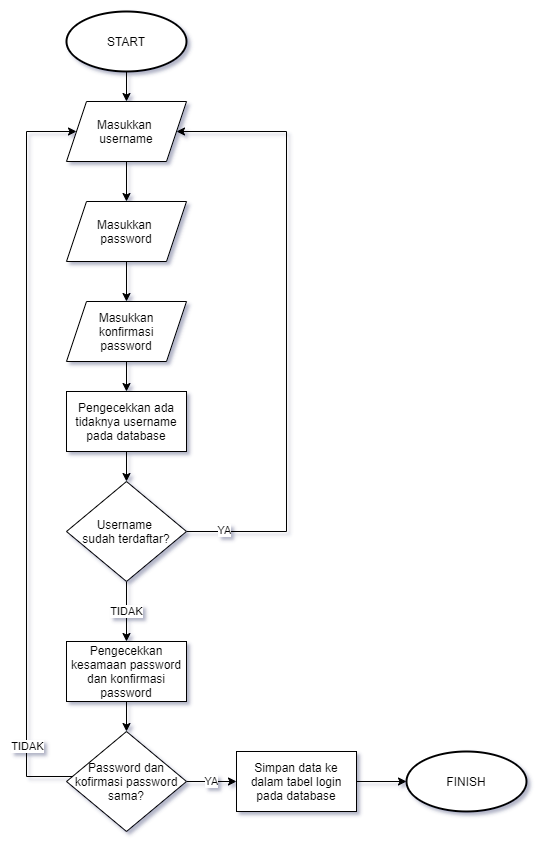 START
Masukkan
username
Masukkan
password
Masukkan
konfirmasi
password
Pengecekkan ada
tidaknya username
pada database
Username
sudah terdaftar?
YA
TIDAK
Pengecekkan
kesamaan password
dan konfirmasi
password
TIDAK
Password dan
kofirmasi password
sama?
YA
Simpan data ke
dalam tabel login
pada database
FINISH